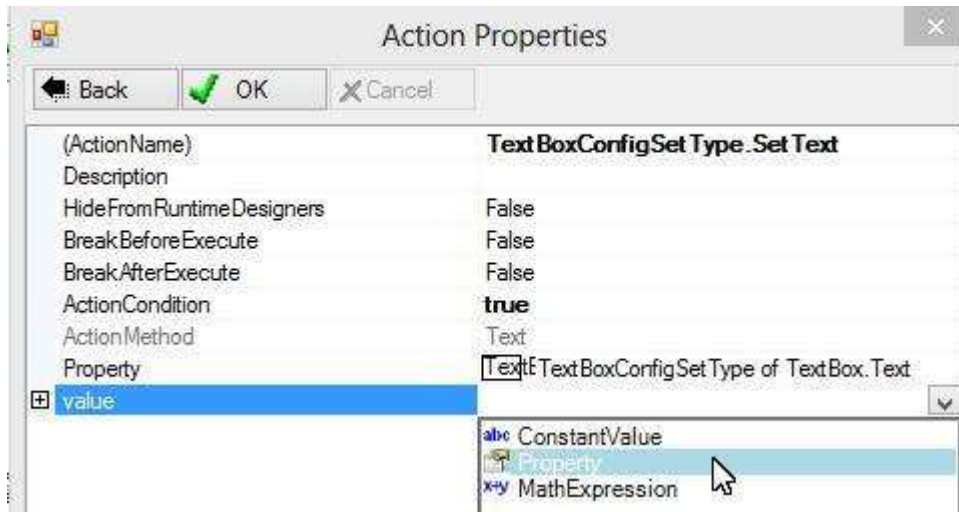 Action Properties
Back OK Cancel
(ActionName) TextBoxConfigSetType.SetText
Description
HideFromRuntimeDesigners False
BreakBeforeExecute False
BreakAfterExecute False
ActionCondition true
ActionMethod Text
Property TextBoxConfigSetType of TextBox.Text
value
abc ConstantValue
Property
x+y MathExpression